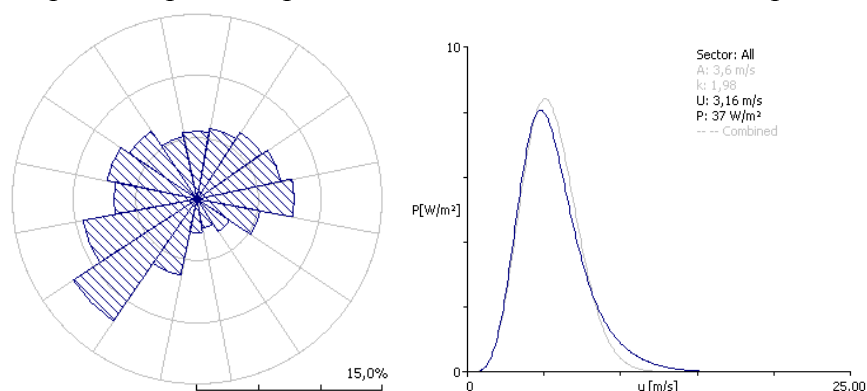 15,0%
10
P[W/m²]
0
0
u [m/s]
25.00
Sector: All
A: 3,6 m/s
k: 1,98
U: 3,16 m/s
P: 37 W/m²
-- -- Combined